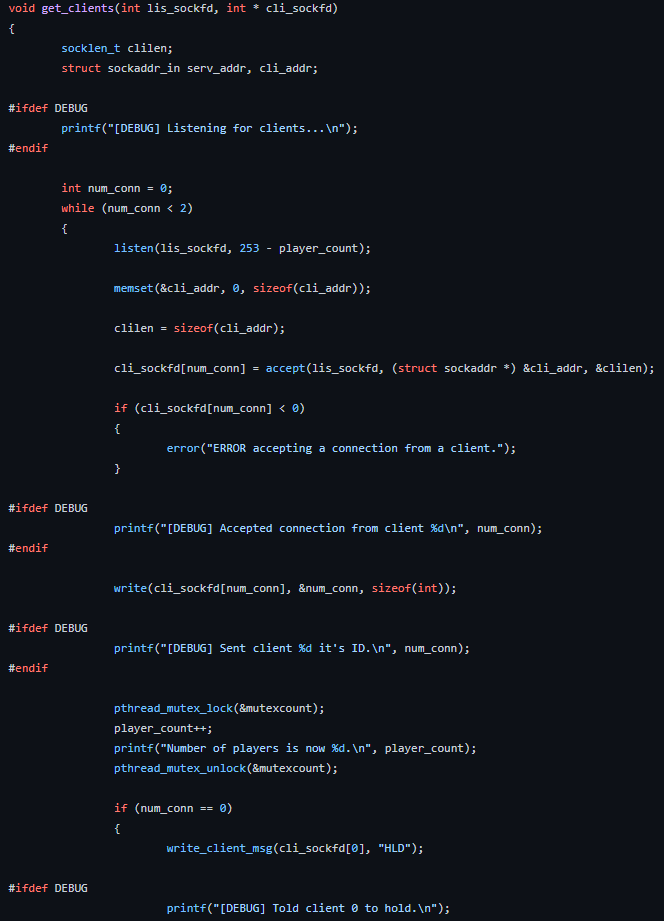 void get_clients(int lis_sockfd, int * cli_sockfd)
{
socklen_t clilen;
struct sockaddr_in serv_addr, cli_addr;
#ifdef DEBUG
printf("[DEBUG] Listening for clients...\n");
#endif
int num_conn = 0;
while (num_conn < 2)
{
listen(lis_sockfd, 253 - player_count);
memset(&cli_addr, 0, sizeof(cli_addr));
clilen = sizeof(cli_addr);
cli_sockfd[num_conn] = accept(lis_sockfd, (struct sockaddr *) &cli_addr, &clilen);
if (cli_sockfd[num_conn] < 0)
{
error("ERROR accepting a connection from a client.");
}
#ifdef DEBUG
printf("[DEBUG] Accepted connection from client %d\n", num_conn);
#endif
write(cli_sockfd[num_conn], &num_conn, sizeof(int));
#ifdef DEBUG
printf("[DEBUG] Sent client %d it's ID.\n", num_conn);
#endif
pthread_mutex_lock(&mutexcount);
player_count++;
printf("Number of players is now %d.\n", player_count);
pthread_mutex_unlock(&mutexcount);
if (num_conn == 0)
{
write_client_msg(cli_sockfd[0], "HLD");
#ifdef DEBUG
printf("[DEBUG] Told client 0 to hold.\n");